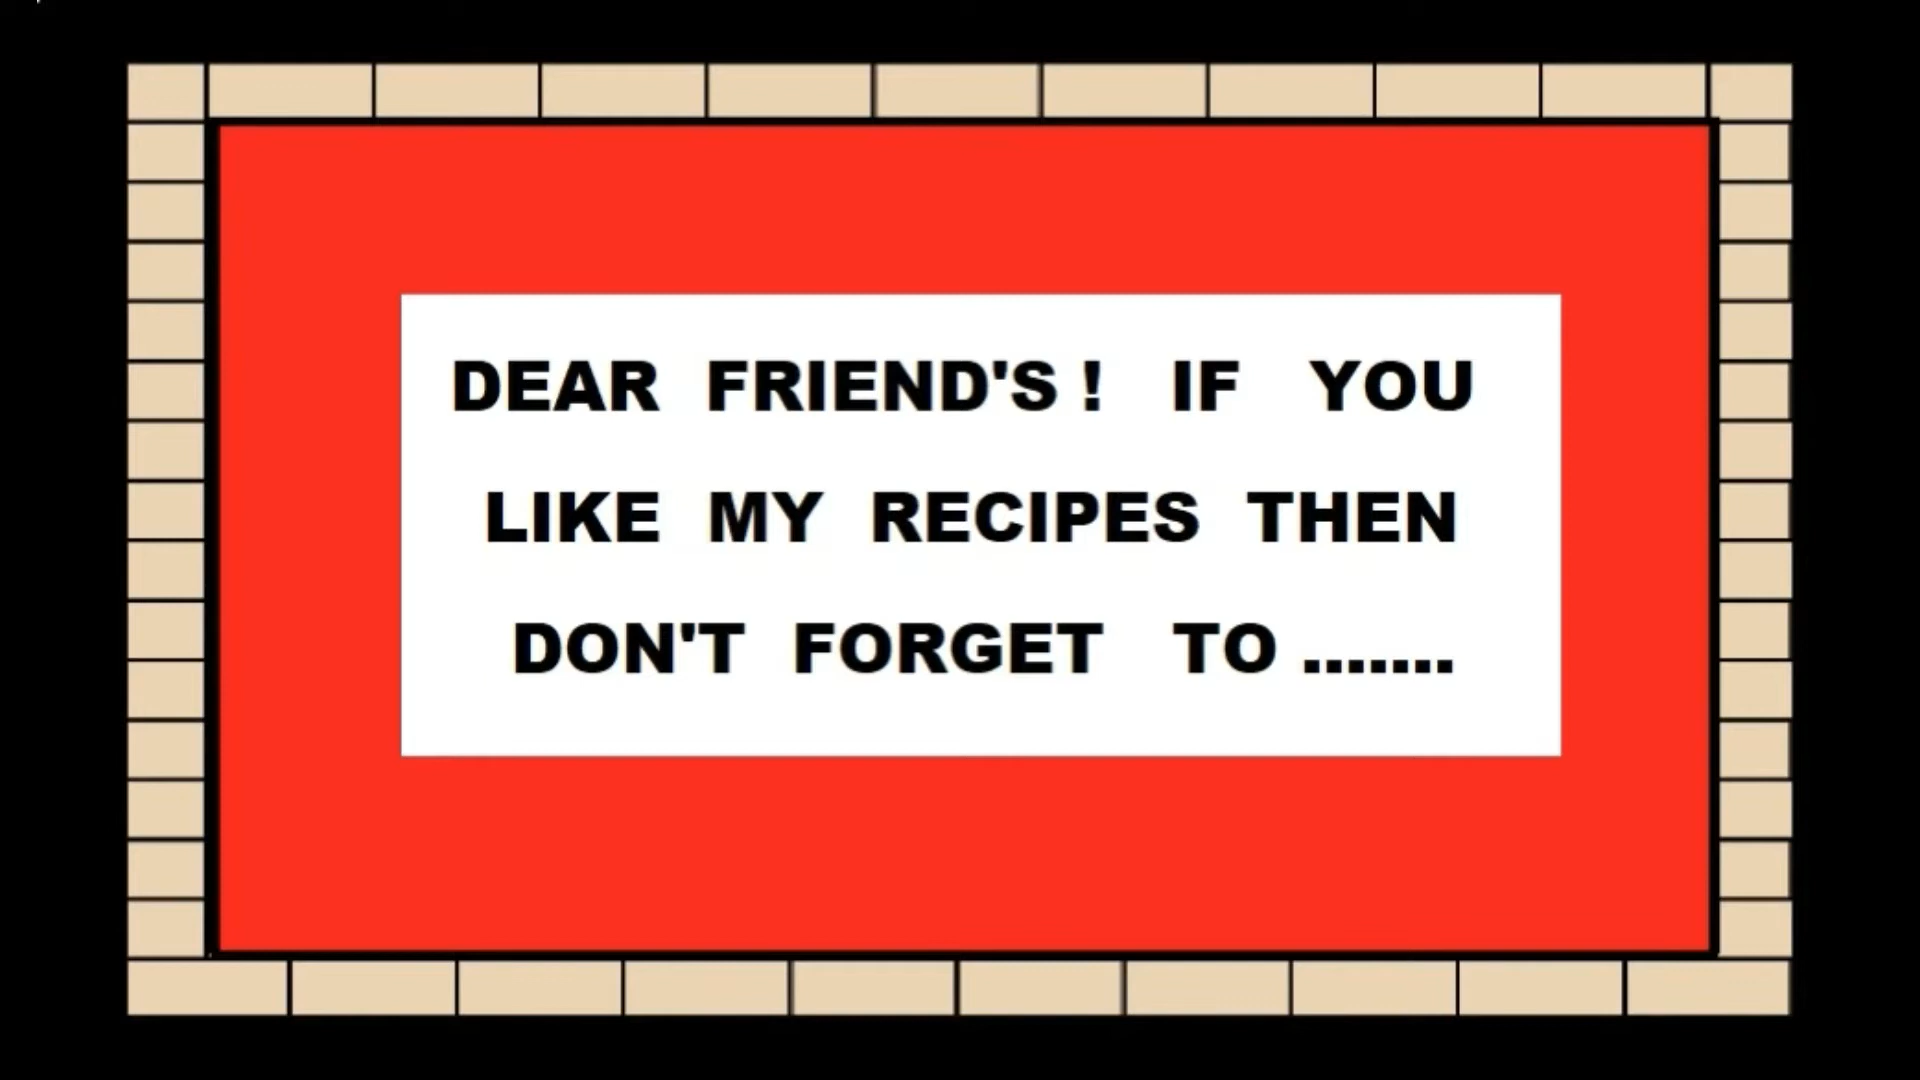 DEAR FRIEND'S ! IF YOU
LIKE MY RECIPES THEN
DON'T FORGET TO .......